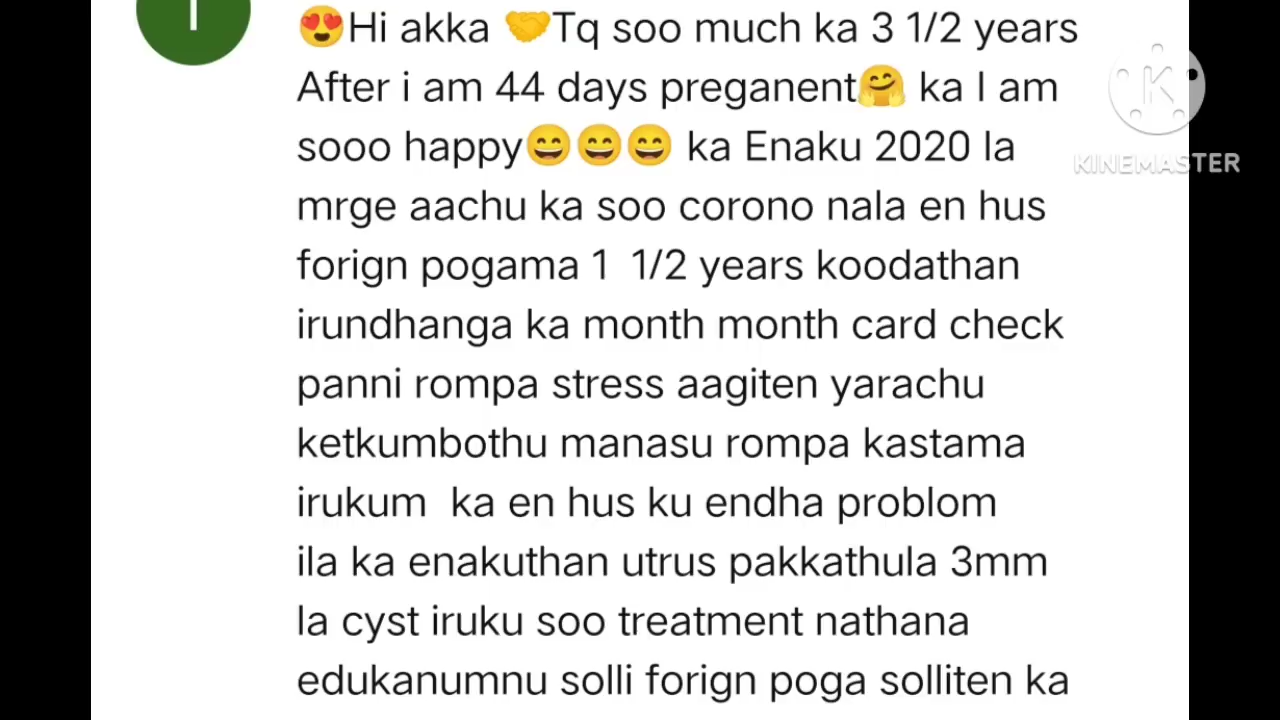 😍Hi akka 🤝Tq soo much ka 3 1/2 years
After i am 44 days preganent🤗 ka I am
sooo happy😄😄😄 ka Enaku 2020 la
mrge aachu ka soo corono nala en hus
forign pogama 1  1/2 years koodathan
irundhanga ka month month card check
panni rompa stress aagiten yarachu
ketkumbothu manasu rompa kastama
irukum  ka en hus ku endha problom
ila ka enakuthan utrus pakkathula 3mm
la cyst iruku soo treatment nathana
edukanumnu solli forign poga solliten ka
K
KINEMASTER